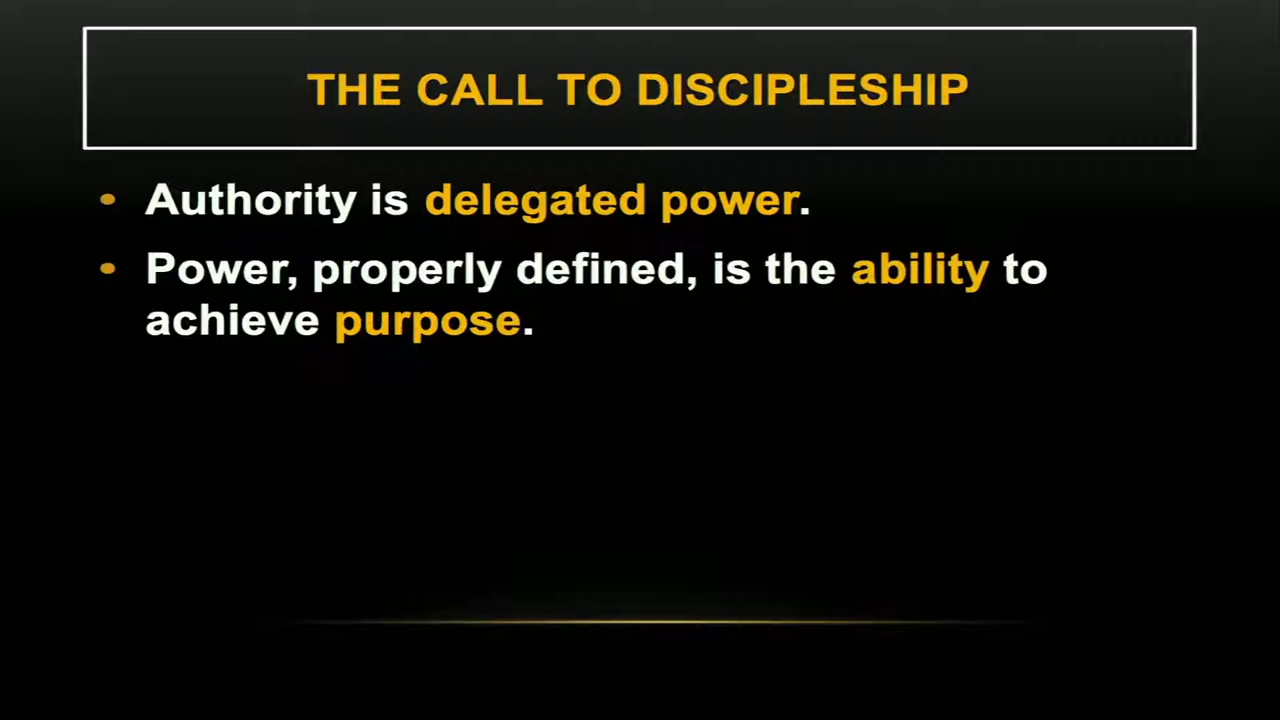 THE CALL TO DISCIPLESHIP
• Authority is delegated power.
• Power, properly defined, is the ability to
achieve purpose.